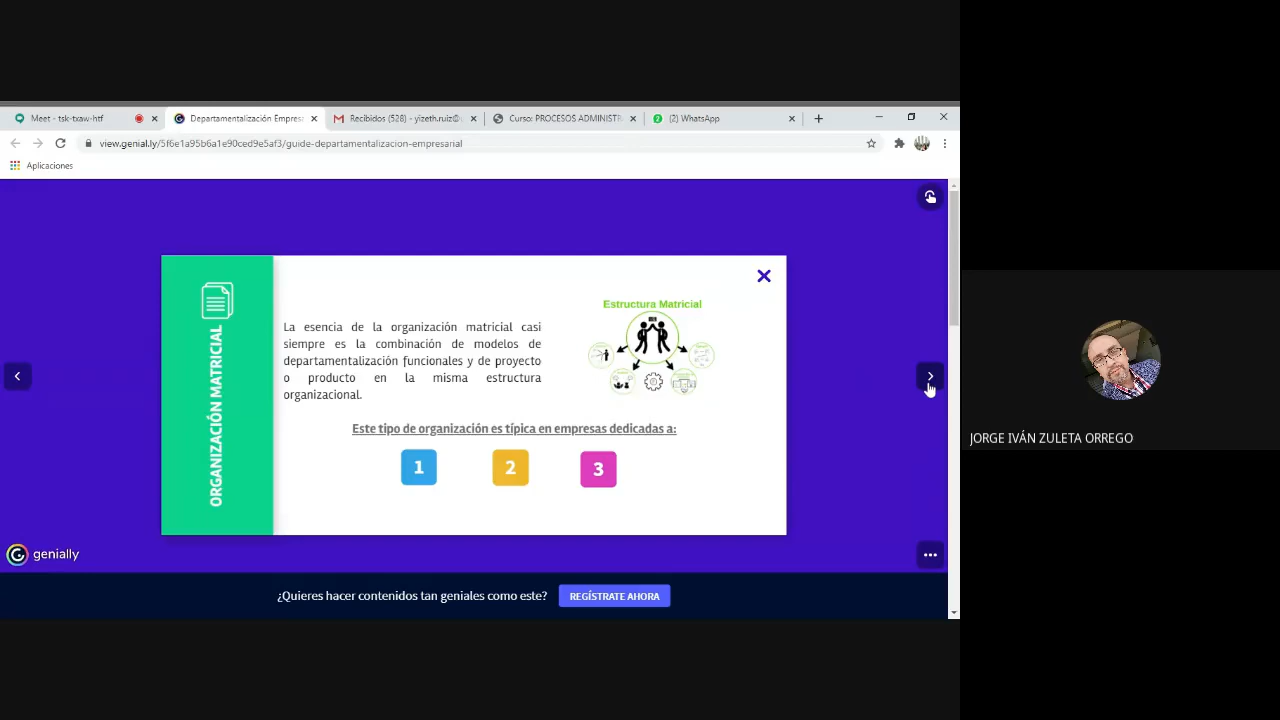 Meet - tsk-txaw-htf
Departamentalización Empres
Recibidos (528) - yizeth.ruiz@
Curso: PROCESOS ADMINISTR
(2) WhatsApp
view.genial.ly/5f6e1a95b6a1e90ced9e5af3/guide-departamentalizacion-empresarial
Aplicaciones
ORGANIZACIÓN MATRICIAL
La esencia de la organización matricial casi
siempre es la combinación de modelos de
departamentalización funcionales y de proyecto
o producto en la misma estructura
organizacional.
Estructura Matricial
Este tipo de organización es típica en empresas dedicadas a:
1
2
3
genially
¿Quieres hacer contenidos tan geniales como este?
REGÍSTRATE AHORA
JORGE IVÁN ZULETA ORREGO